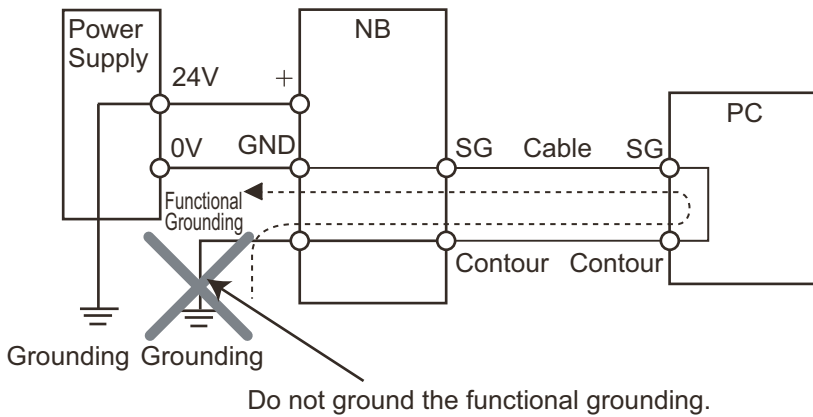 Power
Supply
NB
24V
+
PC
0V
GND
SG
Cable
SG
Functional
Grounding
Contour
Contour
Grounding
Grounding
Do not ground the functional grounding.